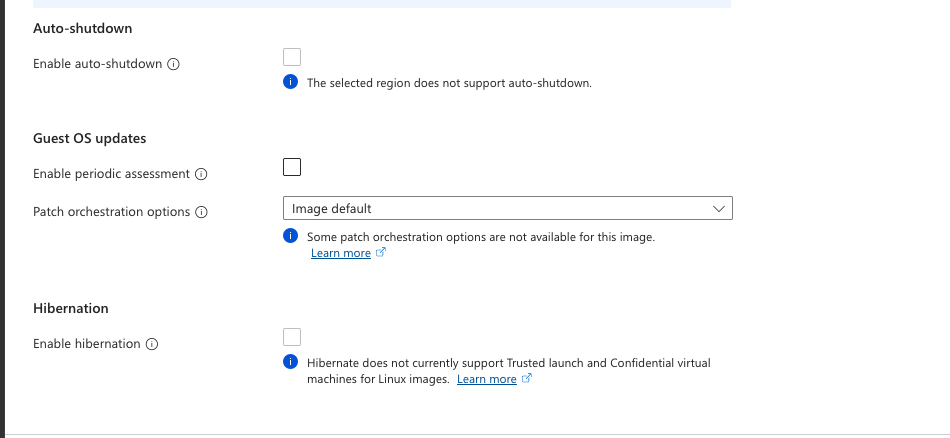 Auto-shutdown
Enable auto-shutdown
The selected region does not support auto-shutdown.
Guest OS updates
Enable periodic assessment
Patch orchestration options
Image default
Some patch orchestration options are not available for this image.
Learn more
Hibernation
Enable hibernation
Hibernate does not currently support Trusted launch and Confidential virtual
machines for Linux images. Learn more